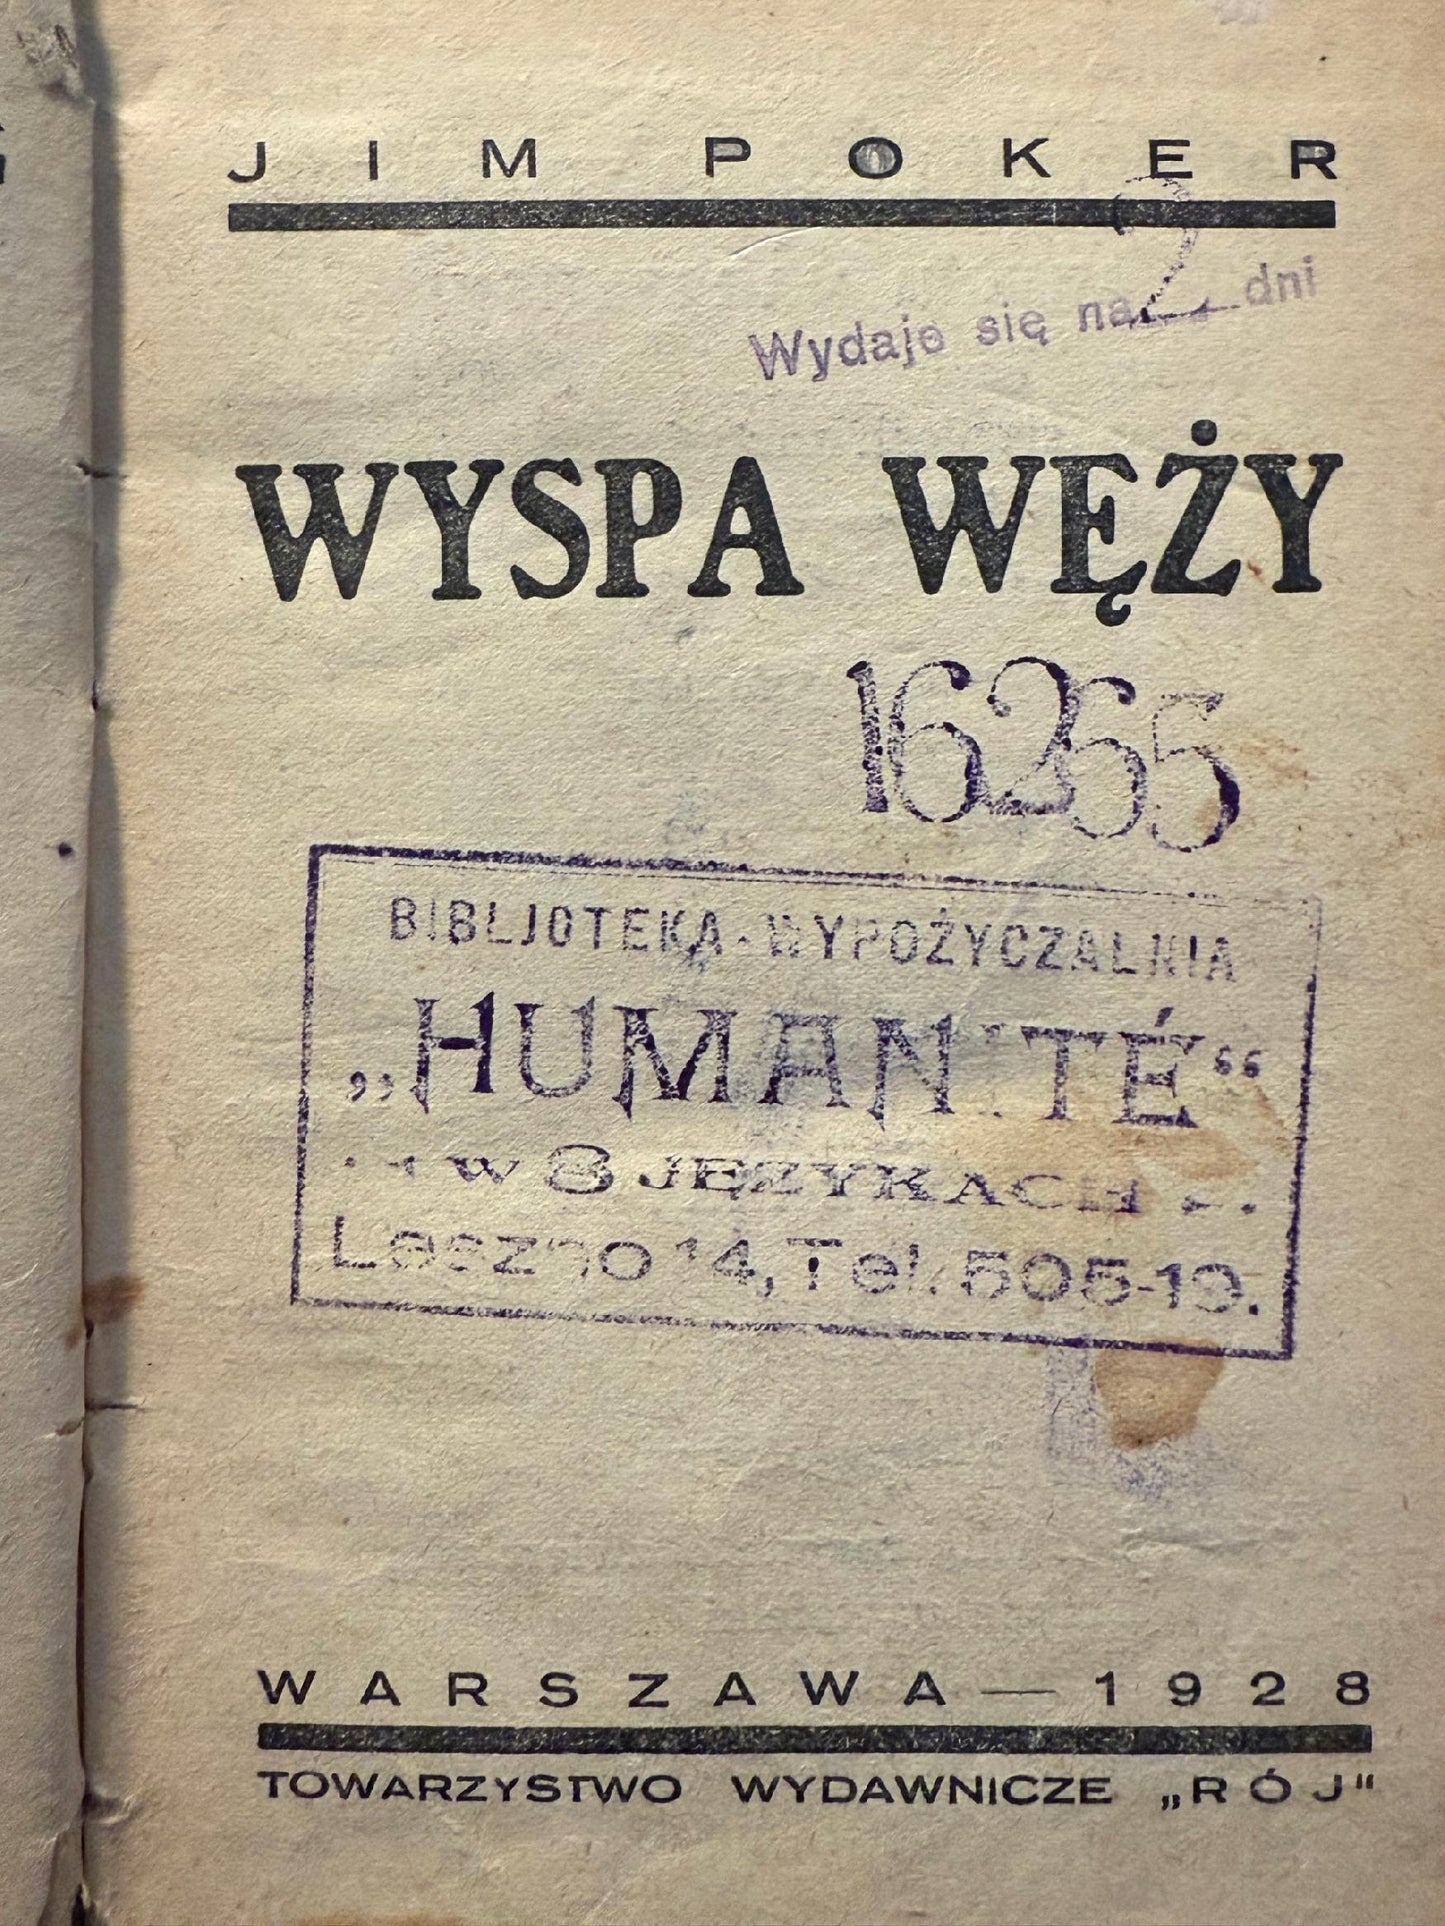 JIM POKER
Wydaje się na 2 dni
WYSPA WĘŻY
16265
BIBLJOTEKA-WYPOŻYCZALNIA
„HUMANITÉ“
W 8 JĘZYKACH
Leszno 14, Tel. 505-19.
WARSZAWA — 1928
TOWARZYSTWO WYDAWNICZE „RÓJ“